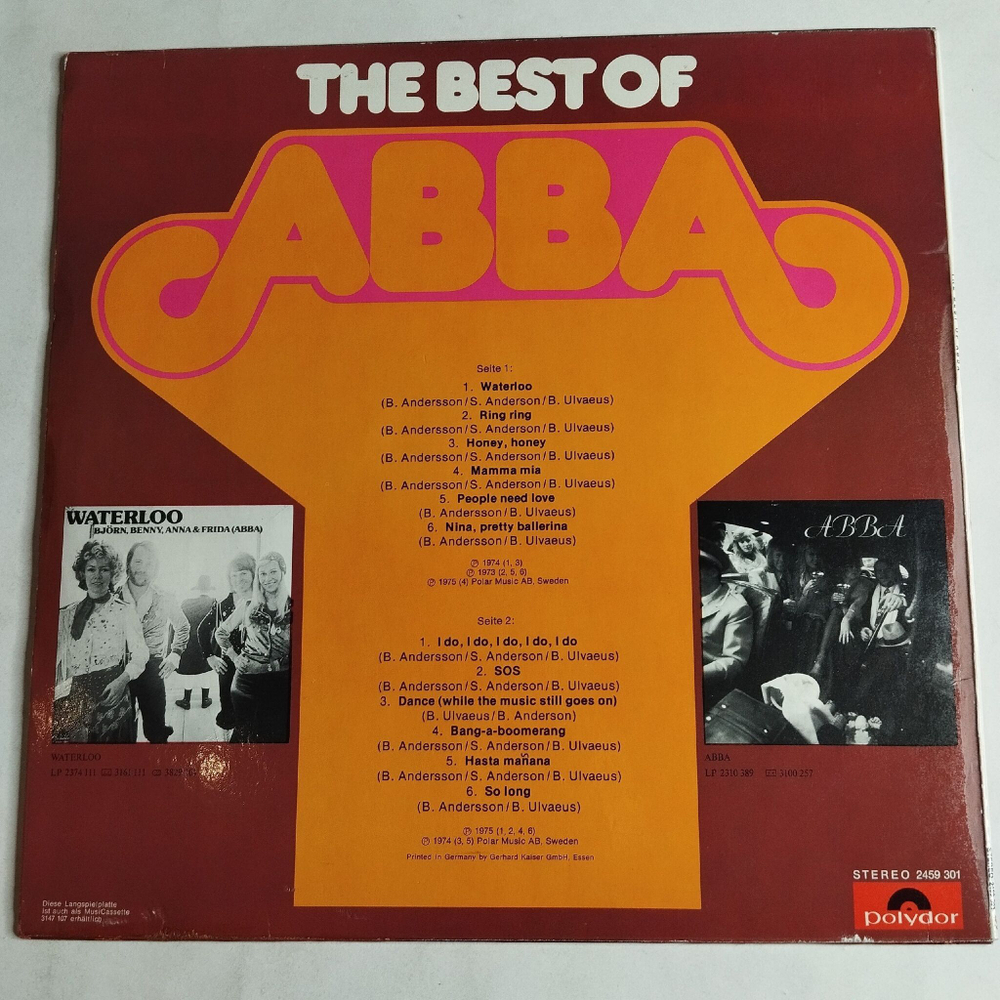 THE BEST OF
ABBA
Seite 1:
1. Waterloo
(B. Andersson/S. Anderson/B. Ulvaeus)
2. Ring ring
(B. Andersson/S. Anderson/B. Ulvaeus)
3. Honey, honey
(B. Andersson/S. Anderson/B. Ulvaeus)
4. Mamma mia
(B. Andersson/S. Anderson/B. Ulvaeus)
5. People need love
(B. Andersson/B. Ulvaeus)
6. Nina, pretty ballerina
(B. Andersson/B. Ulvaeus)
℗ 1974 (1, 3)
℗ 1973 (2, 5, 6)
℗ 1975 (4) Polar Music AB, Sweden
Seite 2:
1. I do, I do, I do, I do, I do
(B. Andersson/S. Anderson/B. Ulvaeus)
2. SOS
(B. Andersson/S. Anderson/B. Ulvaeus)
3. Dance (while the music still goes on)
(B. Ulvaeus/B. Anderson)
4. Bang-a-boomerang
(B. Andersson/S. Anderson/B. Ulvaeus)
5. Hasta mañana
(B. Andersson/S. Anderson/B. Ulvaeus)
6. So long
(B. Andersson/B. Ulvaeus)
℗ 1975 (1, 2, 4, 6)
℗ 1974 (3, 5) Polar Music AB, Sweden
Printed in Germany by Gerhard Kaiser GmbH, Essen
WATERLOO
BJÖRN, BENNY, ANNA & FRIDA (ABBA)
WATERLOO
LP 2374 111 3161 111
ABBA
ABBA
LP 2310 389 3100 257
Diese Langspielplatte
ist auch als MusiCassette
3147 107 erhältlich
STEREO 2459 301
polydor